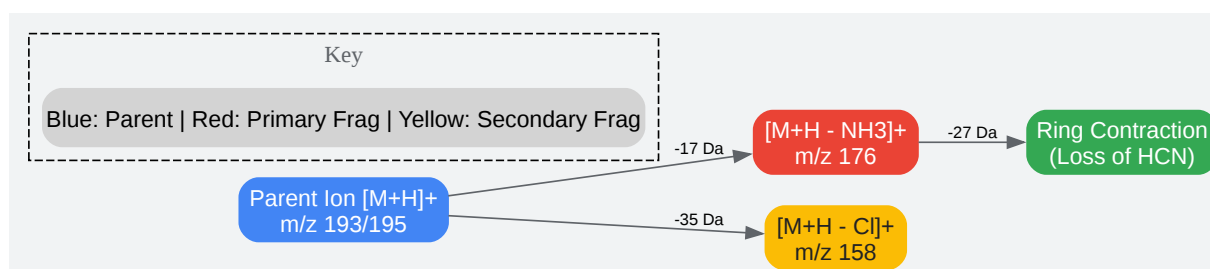 Key
Blue: Parent | Red: Primary Frag | Yellow: Secondary Frag
Parent Ion [M+H]+
m/z 193/195
-17 Da
[M+H - NH3]+
m/z 176
-27 Da
Ring Contraction
(Loss of HCN)
-35 Da
[M+H - Cl]+
m/z 158